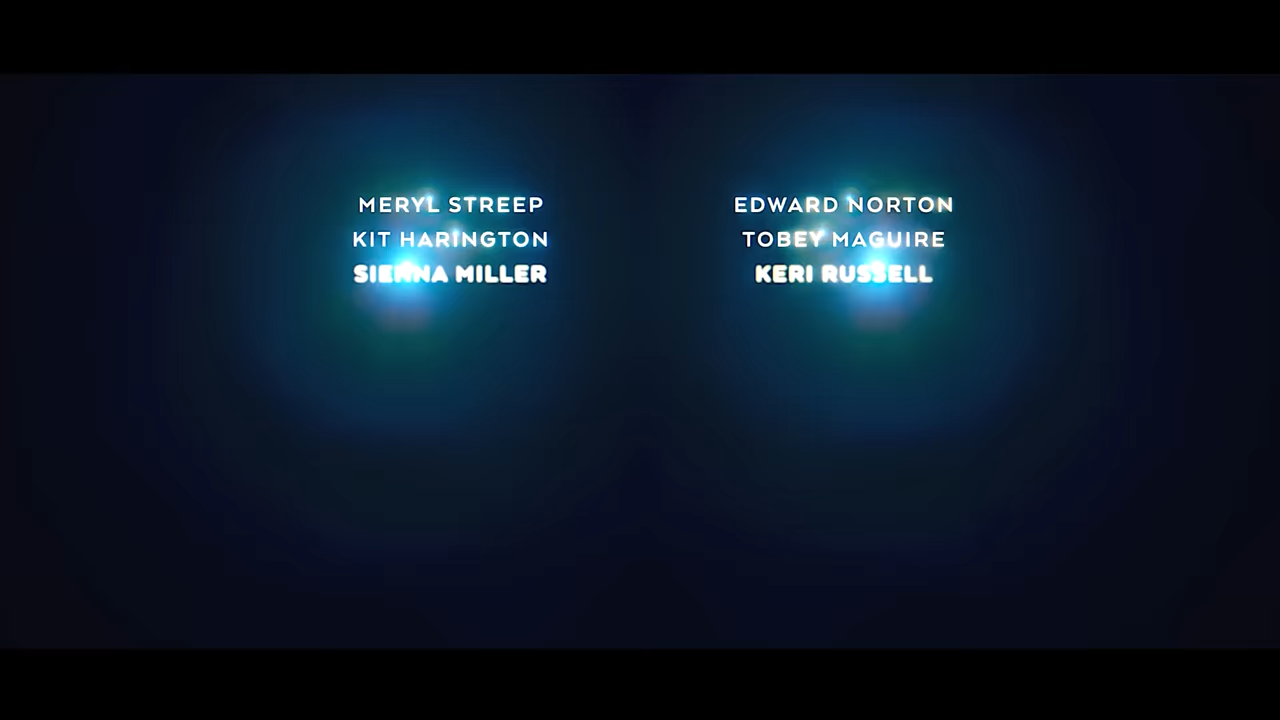 MERYL STREEP
KIT HARINGTON
SIENNA MILLER
EDWARD NORTON
TOBEY MAGUIRE
KERI RUSSELL